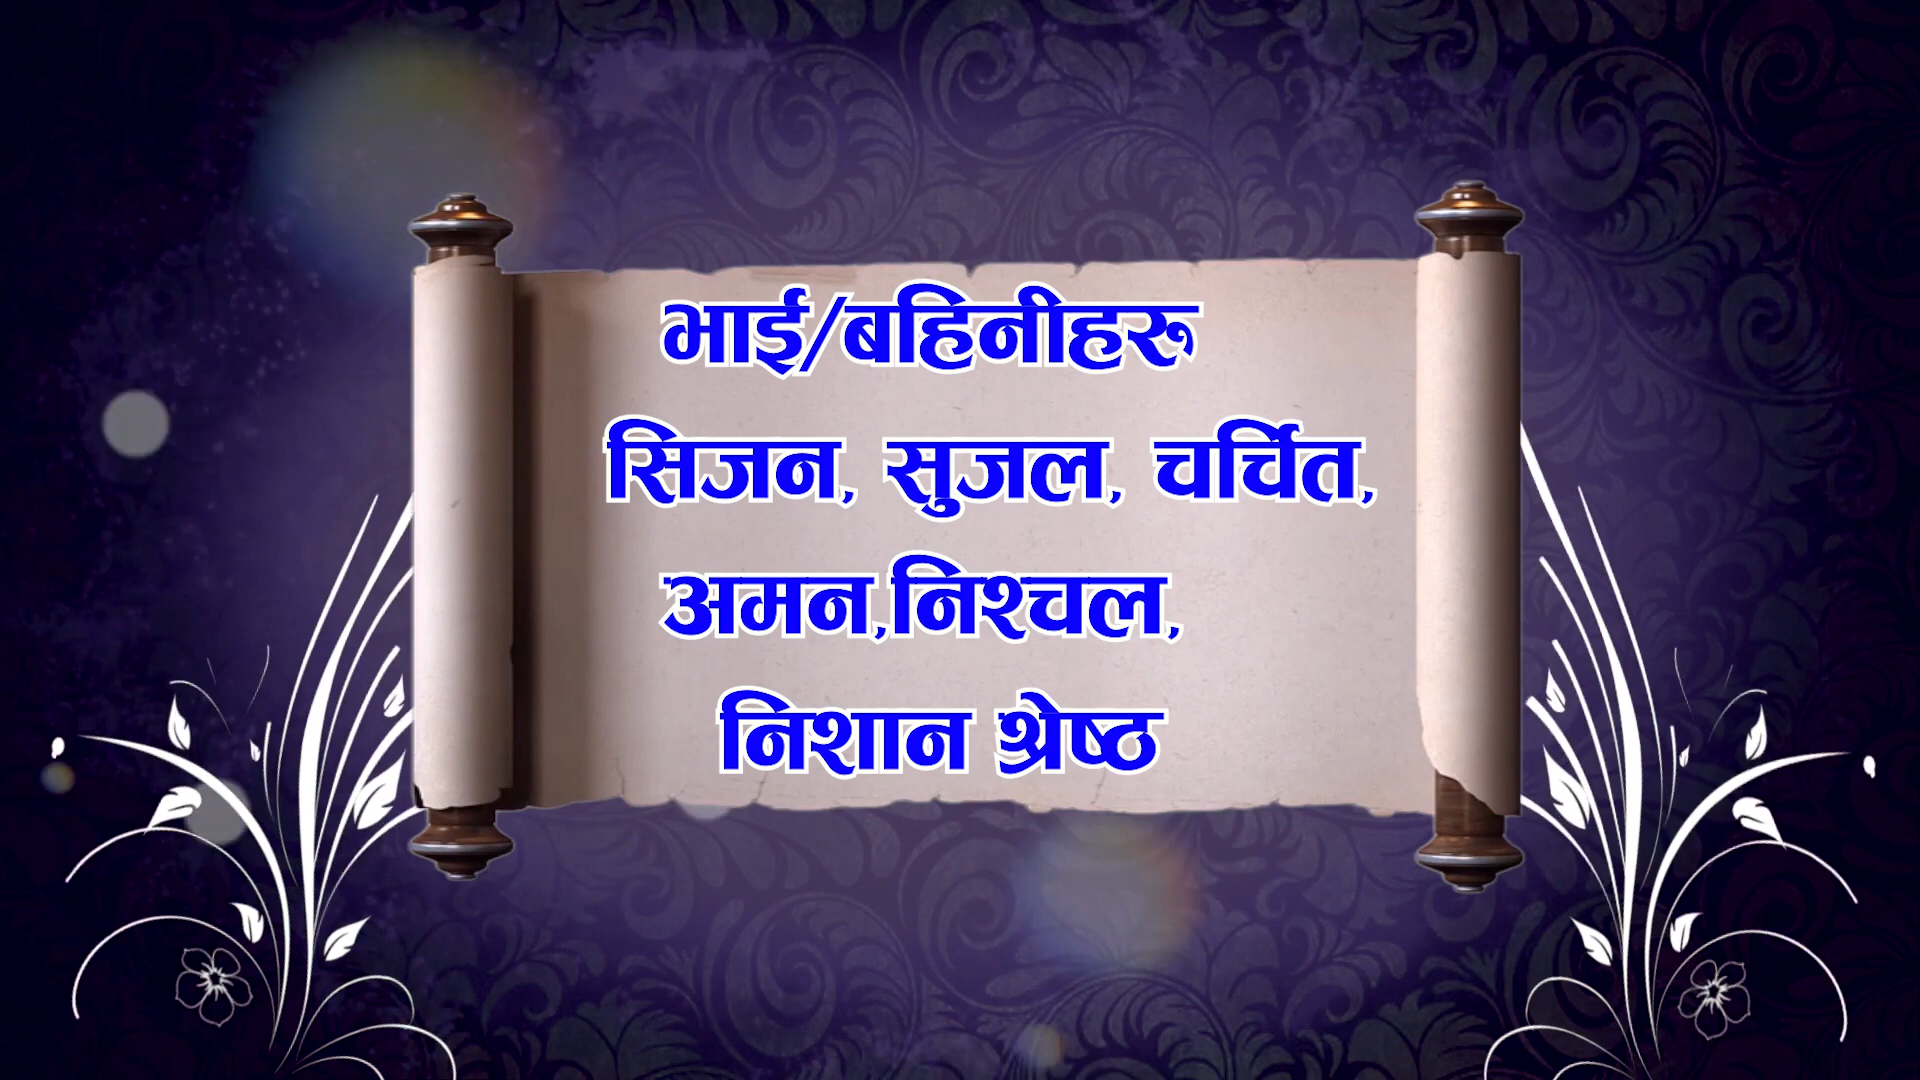 भाई/बहिनीहरू
सिजन, सुजल, चर्चित,
अमन,निश्चल,
निशान श्रेष्ठ